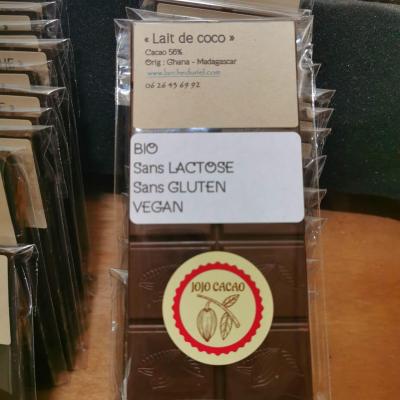 « Lait de coco »
Cacao 56%
Orig : Ghana - Madagascar
06 26 45 69 92
BIO
Sans LACTOSE
Sans GLUTEN
VEGAN
JOJO CACAO